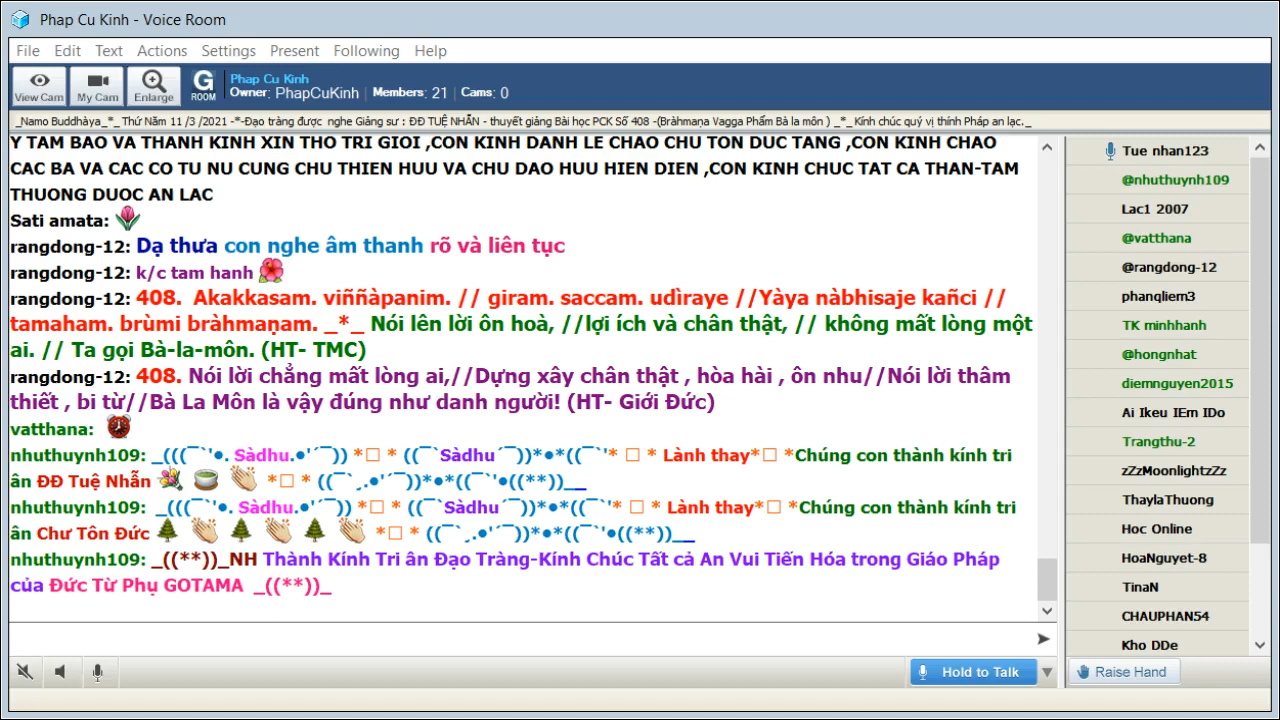 Phap Cu Kinh - Voice Room
File Edit Text Actions Settings Present Following Help
View Cam My Cam Enlarge G ROOM Phap Cu Kinh
Owner: PhapCuKinh Members: 21 Cams: 0
_Namo Buddhàya_*_ Thứ Năm 11 /3 /2021 -*-Đạo tràng được nghe Giảng sư : ĐĐ TUỆ NHẪN - thuyết giảng Bài học PCK Số 408 -(Bràhmaṇa Vagga Phẩm Bà la môn ) _*_ Kính chúc quý vị thính Pháp an lạc._
Y TAM BAO VA THANH KINH XIN THO TRI GIOI ,CON KINH DANH LE CHAO CHU TON DUC TANG ,CON KINH CHAO
CAC BA VA CAC CO TU NU CUNG CHU THIEN HUU VA CHU DAO HUU HIEN DIEN ,CON KINH CHUC TAT CA THAN-TAM
THUONG DUOC AN LAC
Sati amata: 🌷
rangdong-12: Dạ thưa con nghe âm thanh rõ và liên tục
rangdong-12: k/c tam hanh 🌺
rangdong-12: 408. Akakkasam. viññàpanim. // giram. saccam. udìraye //Yàya nàbhisaje kañci //
tamaham. brùmi bràhmaṇam. _*_ Nói lên lời ôn hoà, //lợi ích và chân thật, // không mất lòng một
ai. // Ta gọi Bà-la-môn. (HT- TMC)
rangdong-12: 408. Nói lời chẳng mất lòng ai,//Dựng xây chân thật , hòa hài , ôn nhu//Nói lời thâm
thiết , bi từ//Bà La Môn là vậy đúng như danh người! (HT- Giới Đức)
vatthana: ⏰
nhuthuynh109: _(((¯`'●. Sàdhu.●'´¯)) *□ * ((¯`Sàdhu´¯))*●*((¯`'* □ * Lành thay*□ *Chúng con thành kính tri
ân ĐĐ Tuệ Nhẫn 💐 🍵 👏 *□ * ((¯`ˏ.●'´¯))*●*((¯`'●((**))__
nhuthuynh109: _(((¯`'●. Sàdhu.●'´¯)) *□ * ((¯`Sàdhu´¯))*●*((¯`'* □ * Lành thay*□ *Chúng con thành kính tri
ân Chư Tôn Đức 🌲 👏 🌲 👏 🌲 👏 *□ * ((¯`ˏ.●'´¯))*●*((¯`'●((**))__
nhuthuynh109: _((**))_NH Thành Kính Tri ân Đạo Tràng-Kính Chúc Tất cả An Vui Tiến Hóa trong Giáo Pháp
của Đức Từ Phụ GOTAMA _((**))_
Tue nhan123
@nhuthuynh109
Lac1 2007
@vatthana
@rangdong-12
phanqliem3
TK minhhanh
@hongnhat
diemnguyen2015
Ai Ikeu IErn IDo
Trangthu-2
zZzMoonlightzZz
ThaylaThuong
Hoc Online
HoaNguyet-8
TinaN
CHAUPHAN54
Kho DDe
Hold to Talk Raise Hand